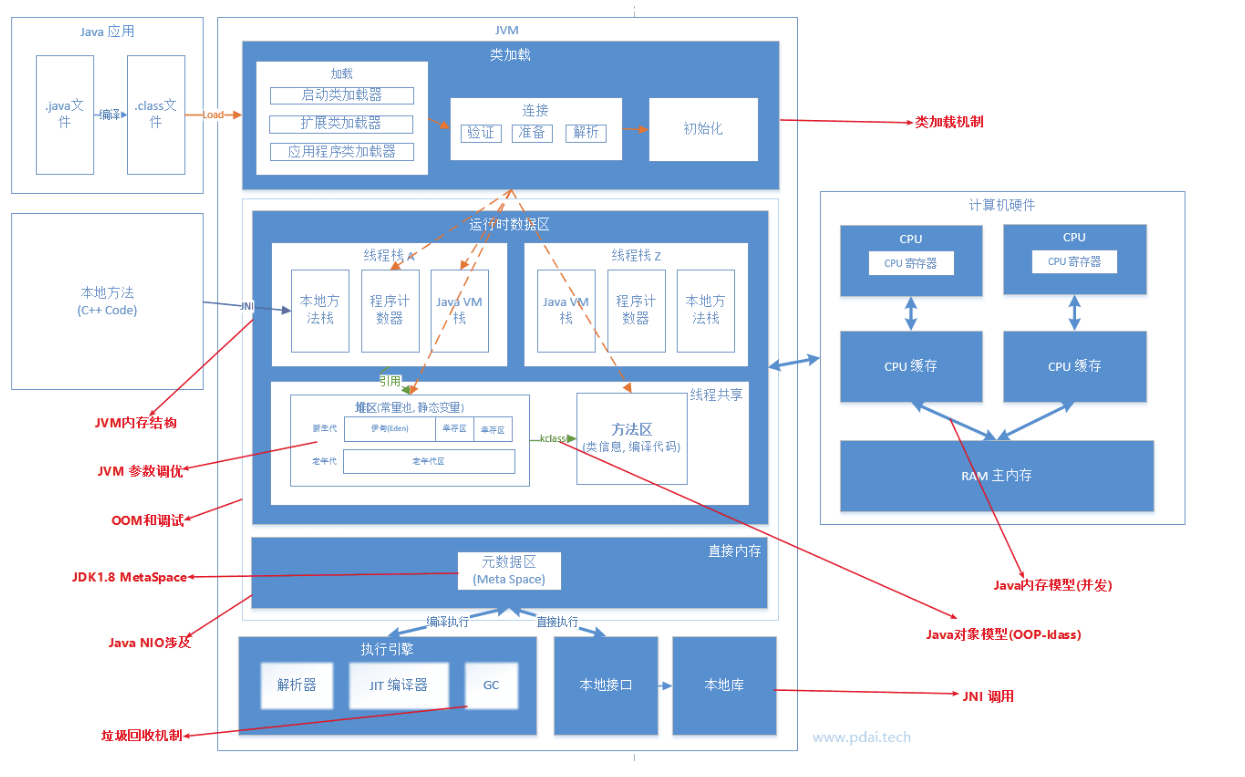 Java 应用
.java文
件
编译
.class文
件
Load
JVM
类加载
加载
启动类加载器
扩展类加载器
应用程序类加载器
连接
验证
准备
解析
初始化
类加载机制
本地方法
(C++ Code)
JNI
运行时数据区
线程栈 A
本地方
法栈
程序计
数器
Java VM
栈
线程栈 Z
Java VM
栈
程序计
数器
本地方
法栈
引用
线程共享
堆区(常量池, 静态变量)
新生代
伊甸(Eden)
幸存区
幸存区
老年代
老年代区
kclass
方法区
(类信息, 编译代码)
直接内存
元数据区
(Meta Space)
编译执行
直接执行
执行引擎
解析器
JIT 编译器
GC
本地接口
本地库
计算机硬件
CPU
CPU 寄存器
CPU
CPU 寄存器
CPU 缓存
CPU 缓存
RAM 主内存
JVM内存结构
JVM 参数调优
OOM和调试
JDK1.8 MetaSpace
Java NIO涉及
垃圾回收机制
Java内存模型(并发)
Java对象模型(OOP-klass)
JNI 调用
www.pdai.tech